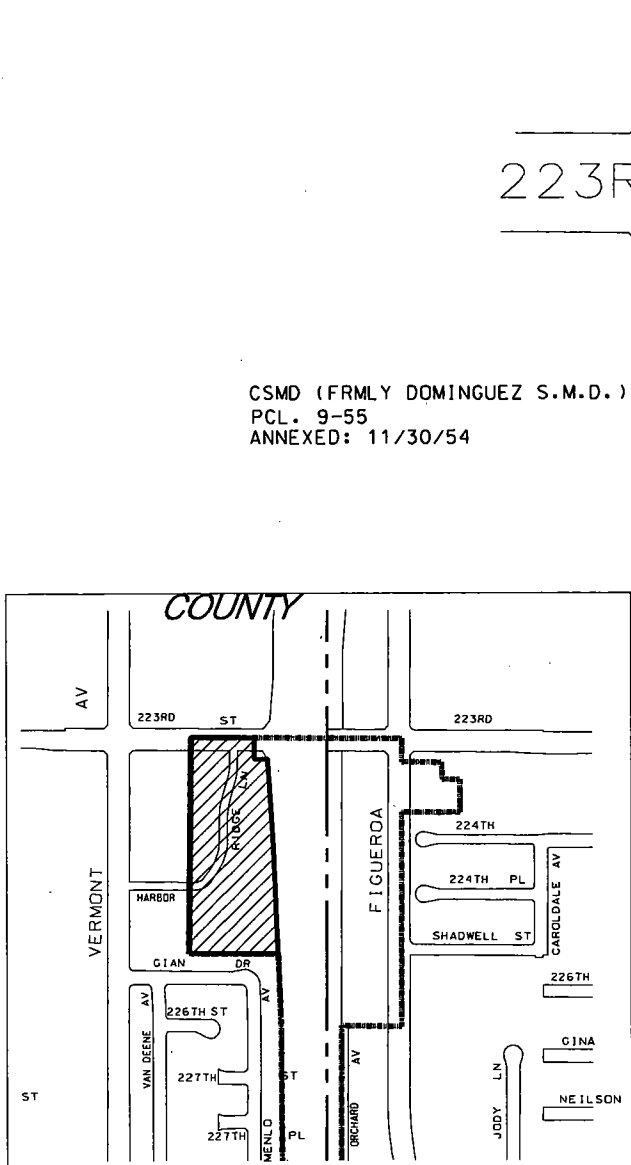 223R
CSMD (FRMLY DOMINGUEZ S.M.D.)
PCL. 9-55
ANNEXED: 11/30/54
COUNTY
AV
223RD ST
223RD
RIDGE LN
FIGUEROA
224TH
VERMONT
HARBOR
224TH PL
CAROLDALE AV
SHADWELL ST
GIAN DR
AV
226TH
226TH ST
VAN DEENE AV
GINA
227TH ST
AV
JODY LN
ST
NEILSON
ORCHARD
227TH PL
MENLO